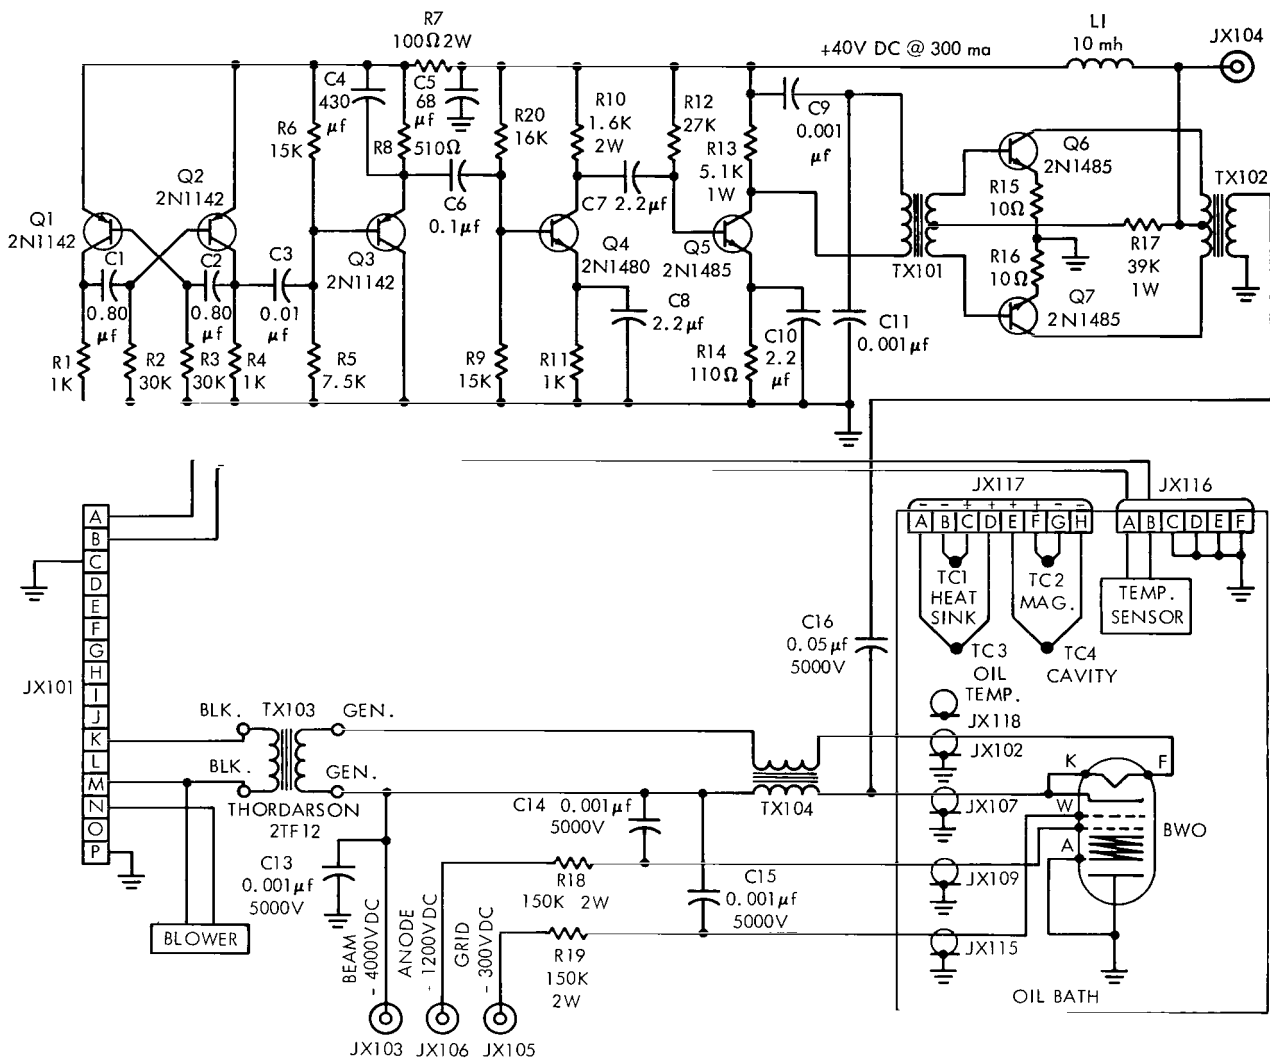 R7
100Ω 2W
+40V DC @ 300 ma
L1
10 mh
JX104
C4
430
μf
C5
68
μf
R6
15K
R8
510Ω
R20
16K
R10
1.6K
2W
R12
27K
R13
5.1K
1W
C9
0.001
μf
Q6
2N1485
TX102
Q2
2N1142
Q1
2N1142
C6
0.1μf
C7 2.2μf
R15
10Ω
C1
C2
C3
Q3
2N1142
Q4
2N1480
Q5
2N1485
TX101
R16
10Ω
R17
39K
1W
0.80
μf
0.80
μf
0.01
μf
C8
2.2μf
Q7
2N1485
R1
1K
R2
30K
R3
30K
R4
1K
R5
7.5K
R9
15K
R11
1K
R14
110Ω
C10
2.2
μf
C11
0.001μf
JX117
JX116
- - + + + + - -
A B C D E F G H
A B C D E F
TC1
HEAT
SINK
TC2
MAG.
TEMP.
SENSOR
TC3
OIL
TEMP.
TC4
CAVITY
C16
0.05μf
5000V
A
B
C
D
E
F
G
H
I
J
K
L
M
N
O
P
JX101
BLK.
TX103
GEN.
BLK.
GEN.
THORDARSON
2TF12
JX118
JX102
TX104
JX107
K
F
W
A
BWO
C14 0.001μf
5000V
C13
0.001μf
5000V
R18
150K 2W
C15
0.001μf
5000V
JX109
BLOWER
R19
150K
2W
JX115
OIL BATH
BEAM
- 4000VDC
ANODE
- 1200VDC
GRID
- 300VDC
JX103 JX106 JX105